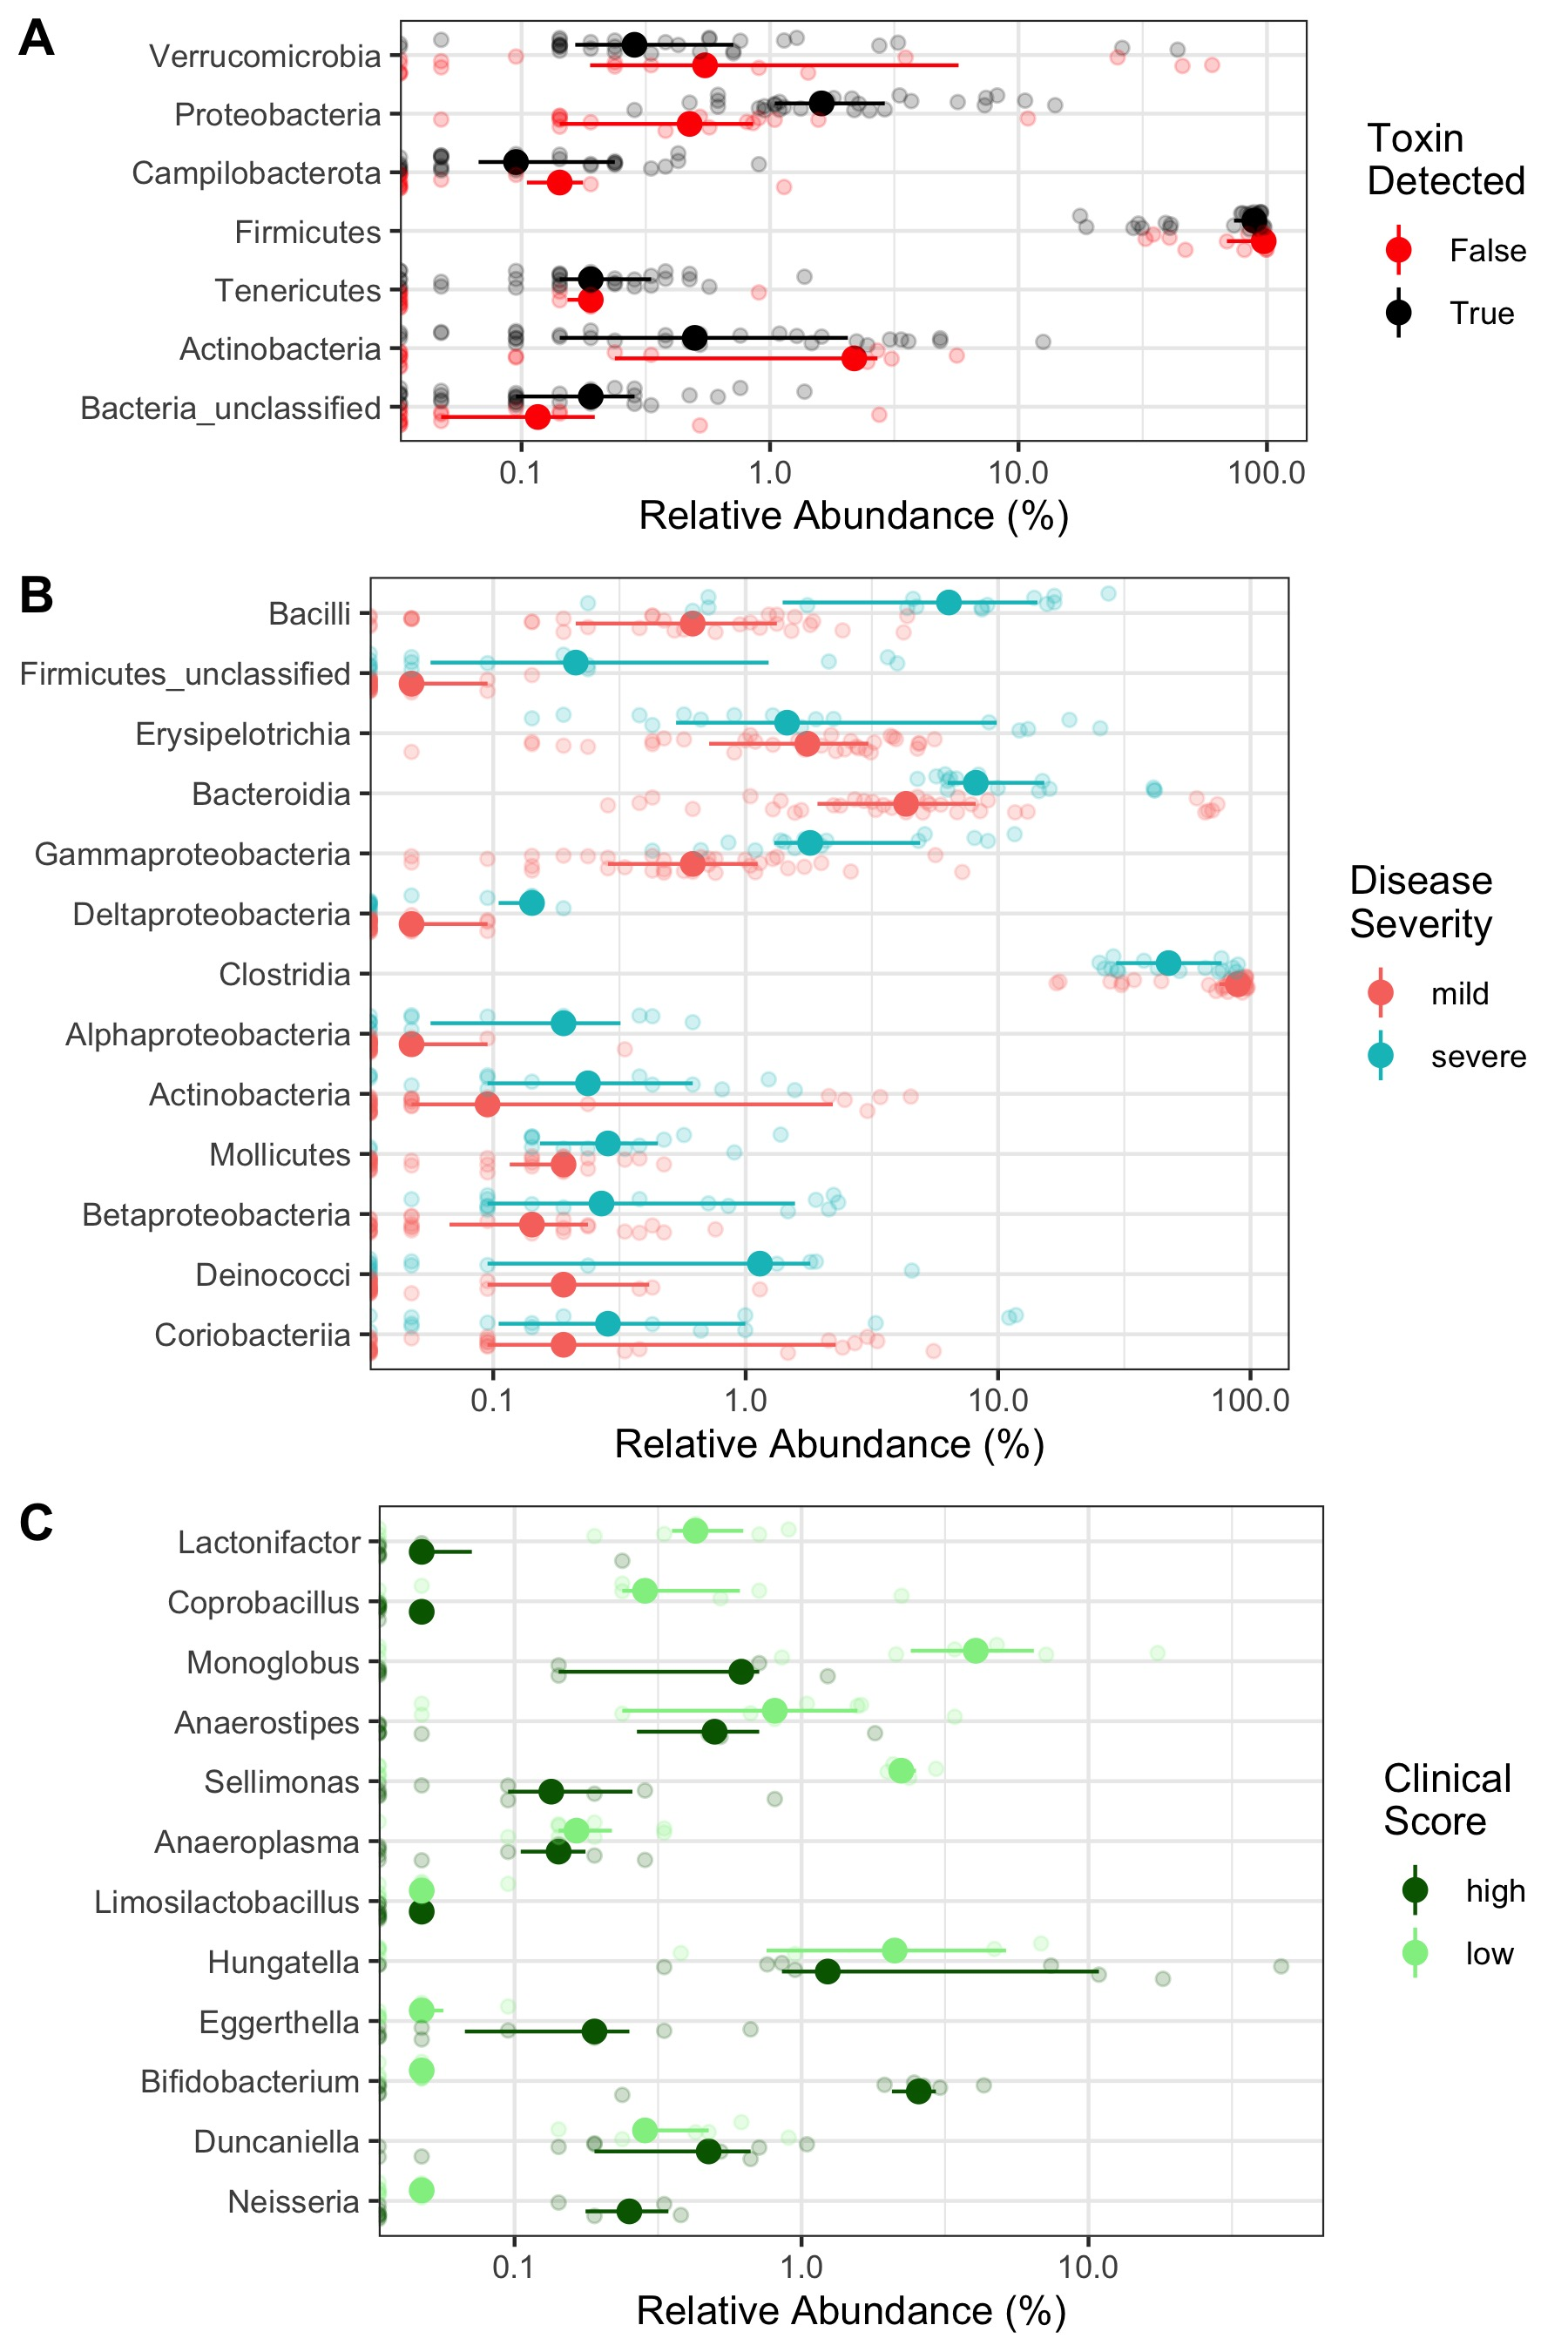 A
Verrucomicrobia
Proteobacteria
Campilobacterota
Firmicutes
Tenericutes
Actinobacteria
Bacteria_unclassified
0.1
1.0
10.0
100.0
Relative Abundance (%)
Toxin
Detected
False
True
B
Bacilli
Firmicutes_unclassified
Erysipelotrichia
Bacteroidia
Gammaproteobacteria
Deltaproteobacteria
Clostridia
Alphaproteobacteria
Actinobacteria
Mollicutes
Betaproteobacteria
Deinococci
Coriobacteriia
0.1
1.0
10.0
100.0
Relative Abundance (%)
Disease
Severity
mild
severe
C
Lactonifactor
Coprobacillus
Monoglobus
Anaerostipes
Sellimonas
Anaeroplasma
Limosilactobacillus
Hungatella
Eggerthella
Bifidobacterium
Duncaniella
Neisseria
0.1
1.0
10.0
Relative Abundance (%)
Clinical
Score
high
low